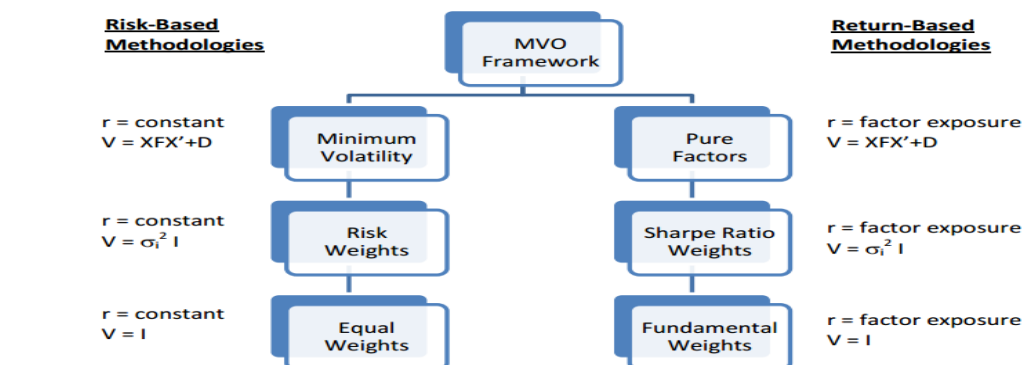 Risk-Based
Methodologies
MVO
Framework
Return-Based
Methodologies
r = constant
V = XFX′+D
Minimum
Volatility
Pure
Factors
r = factor exposure
V = XFX′+D
r = constant
V = σᵢ² I
Risk
Weights
Sharpe Ratio
Weights
r = factor exposure
V = σᵢ² I
r = constant
V = I
Equal
Weights
Fundamental
Weights
r = factor exposure
V = I